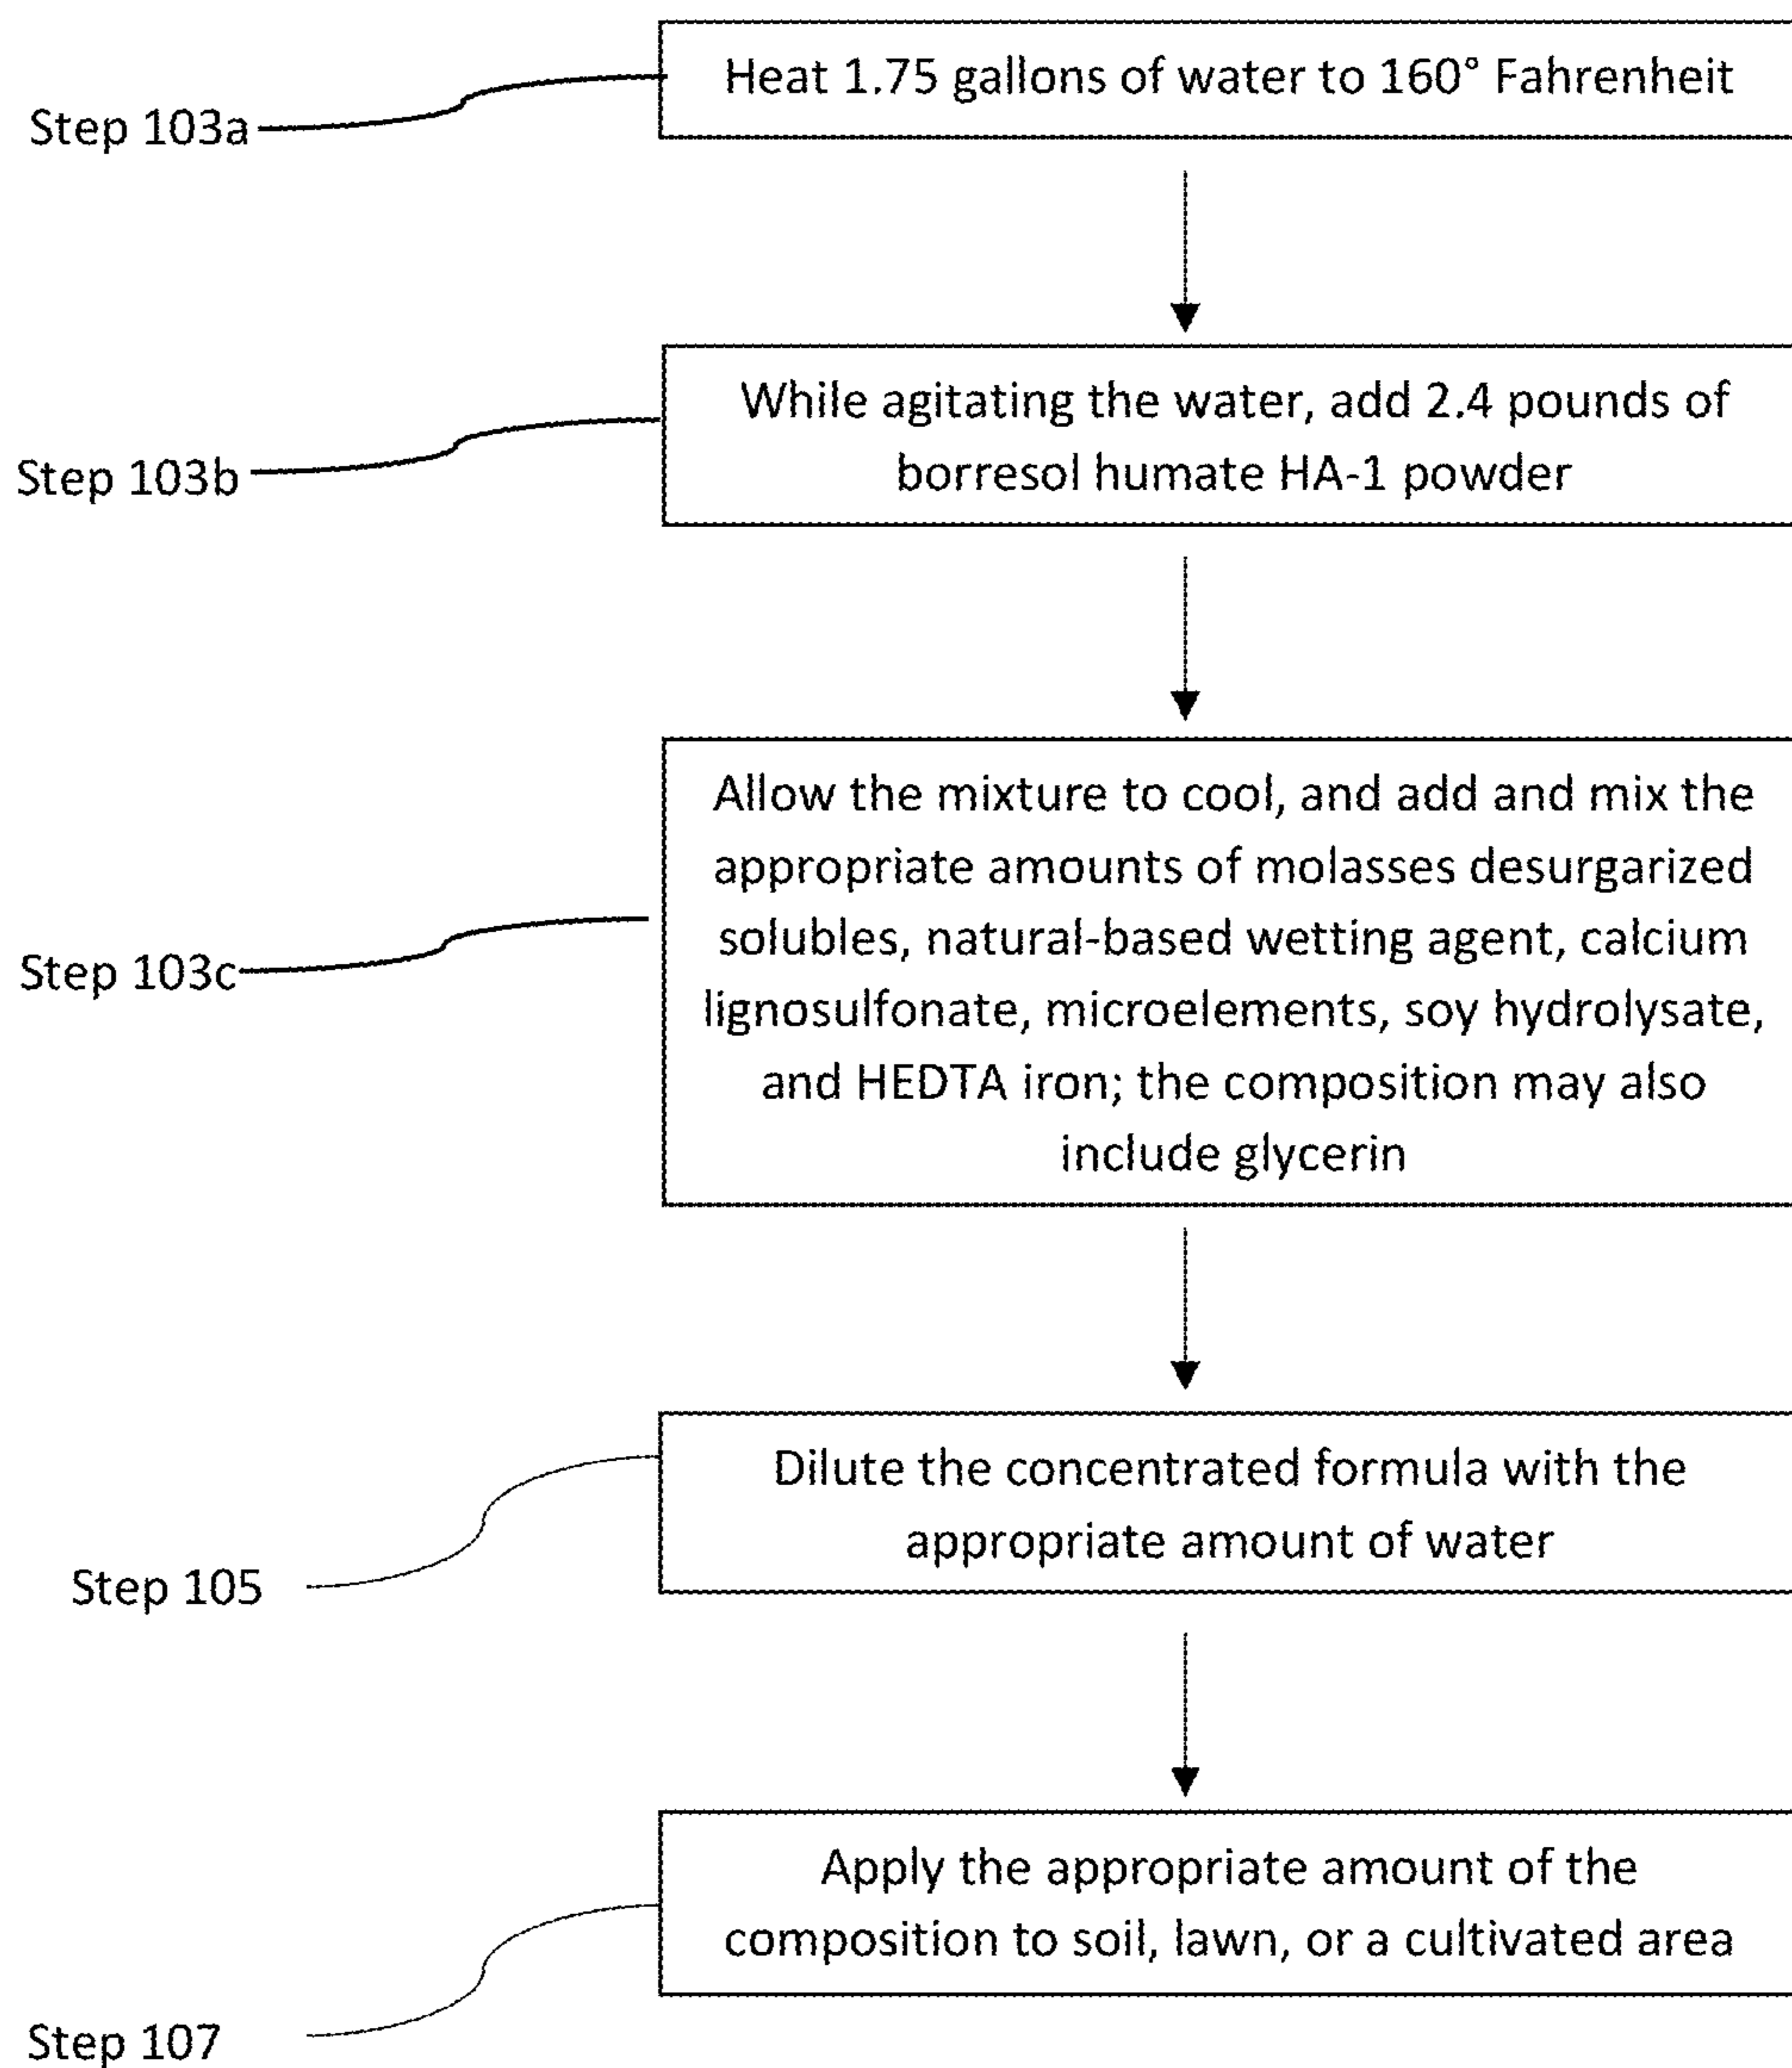 Step 103a
Heat 1.75 gallons of water to 160° Fahrenheit
Step 103b
While agitating the water, add 2.4 pounds of
borresol humate HA-1 powder
Step 103c
Allow the mixture to cool, and add and mix the
appropriate amounts of molasses desurgarized
solubles, natural-based wetting agent, calcium
lignosulfonate, microelements, soy hydrolysate,
and HEDTA iron; the composition may also
include glycerin
Step 105
Dilute the concentrated formula with the
appropriate amount of water
Step 107
Apply the appropriate amount of the
composition to soil, lawn, or a cultivated area